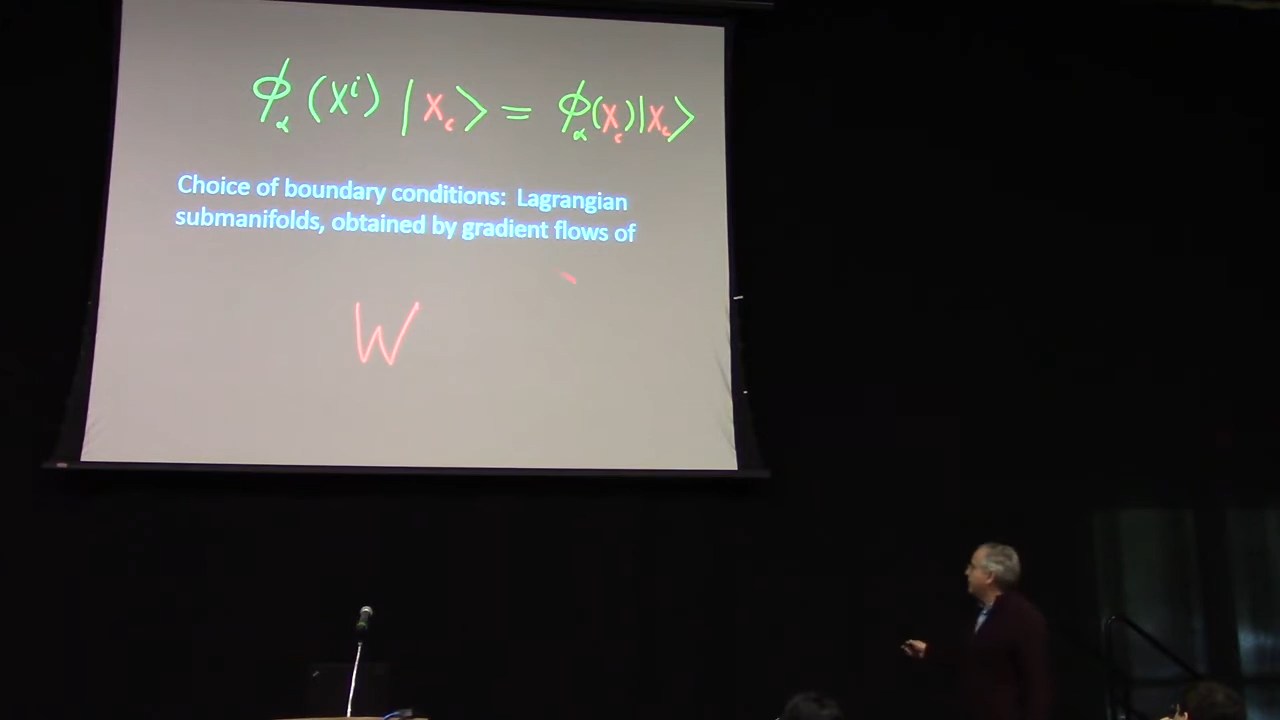 ϕ_α (X^i) |X_c⟩ = ϕ_α(X_c)|X_c⟩
Choice of boundary conditions: Lagrangian
submanifolds, obtained by gradient flows of
W